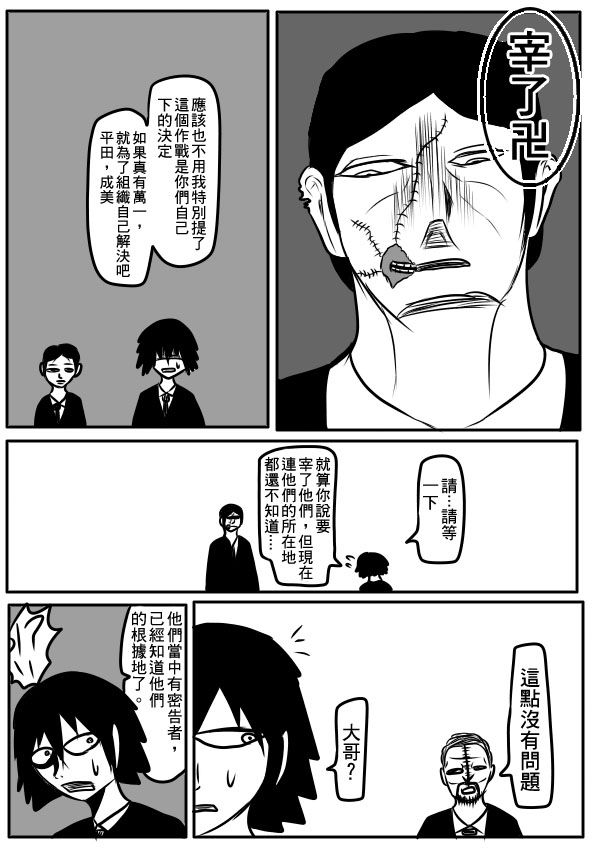 宰了卍
應該也不用我特別提了
這個作戰是你們自己
下的決定
如果真有萬一，
就為了組織自己解決吧
平田，成美
請…請等
一下
就算你說要
宰了他們，但現在
連他們的所在地
都還不知道……
這點沒有問題
大哥？
他們當中有密告者，
已經知道他們
的根據地了。